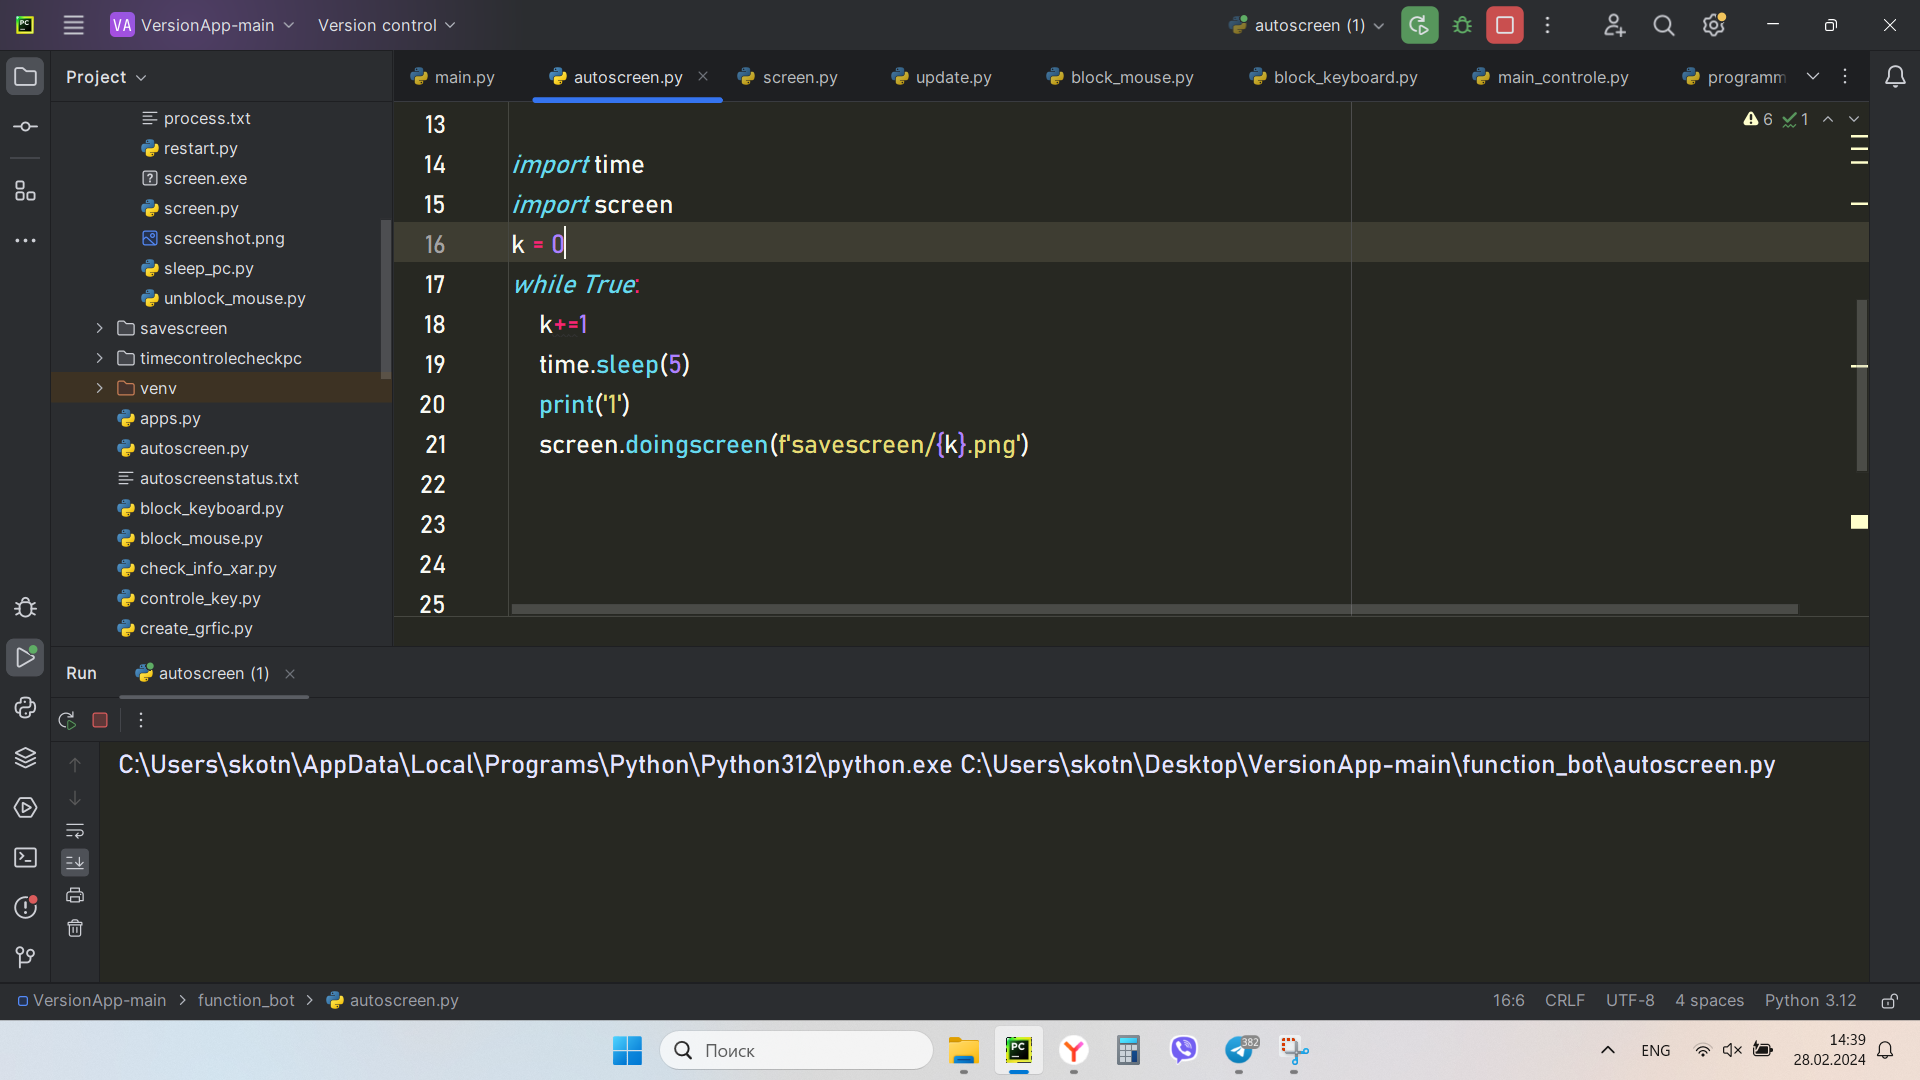 VA VersionApp-main Version control autoscreen (1)
Project
main.py autoscreen.py screen.py update.py block_mouse.py block_keyboard.py main_controle.py programm
process.txt
restart.py
screen.exe
screen.py
screenshot.png
sleep_pc.py
unblock_mouse.py
savescreen
timecontrolecheckpc
venv
apps.py
autoscreen.py
autoscreenstatus.txt
block_keyboard.py
block_mouse.py
check_info_xar.py
controle_key.py
create_grfic.py
6 1
13
14 import time
15 import screen
16 k = 0
17 while True:
18 k+=1
19 time.sleep(5)
20 print('1')
21 screen.doingscreen(f'savescreen/{k}.png')
22
23
24
25
Run autoscreen (1)
C:\Users\skotn\AppData\Local\Programs\Python\Python312\python.exe C:\Users\skotn\Desktop\VersionApp-main\function_bot\autoscreen.py
VersionApp-main > function_bot > autoscreen.py 16:6 CRLF UTF-8 4 spaces Python 3.12
Поиск PC 382 ENG 14:39
28.02.2024